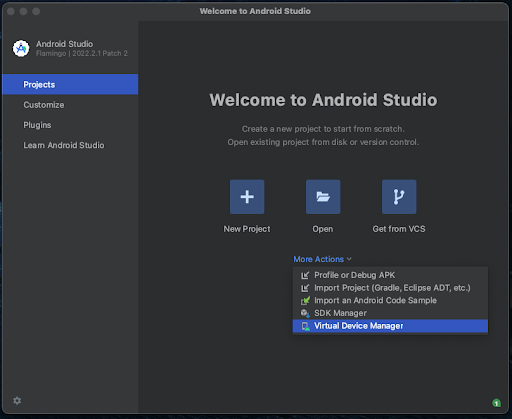 Welcome to Android Studio
Android Studio
Flamingo | 2022.2.1 Patch 2
Projects
Customize
Plugins
Learn Android Studio
Welcome to Android Studio
Create a new project to start from scratch.
Open existing project from disk or version control.
New Project
Open
Get from VCS
More Actions
Profile or Debug APK
Import Project (Gradle, Eclipse ADT, etc.)
Import an Android Code Sample
SDK Manager
Virtual Device Manager
1